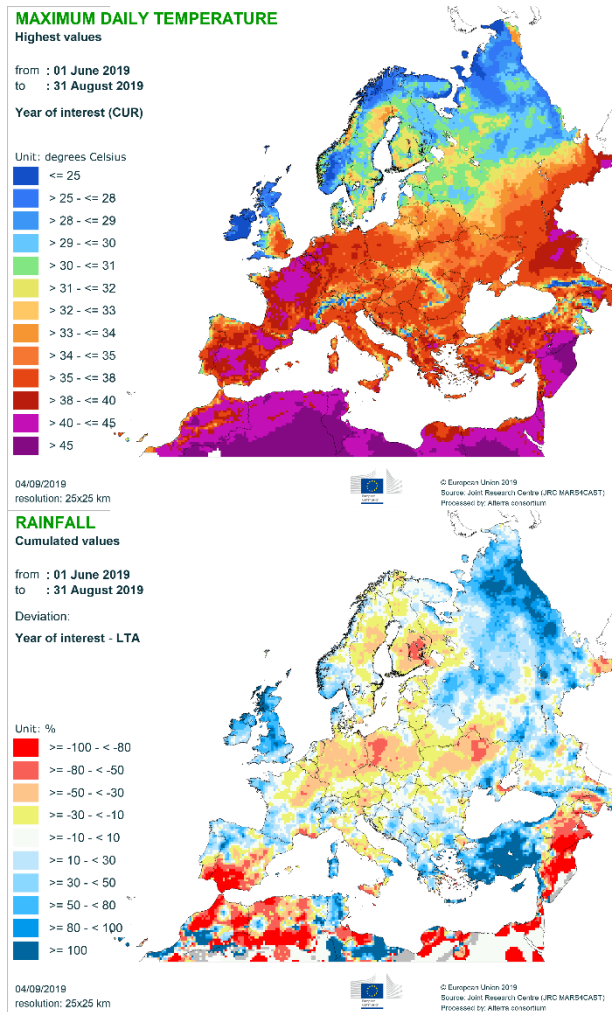 MAXIMUM DAILY TEMPERATURE
Highest values
from : 01 June 2019
to : 31 August 2019
Year of interest (CUR)
Unit: degrees Celsius
<= 25
> 25 - <= 28
> 28 - <= 29
> 29 - <= 30
> 30 - <= 31
> 31 - <= 32
> 32 - <= 33
> 33 - <= 34
> 34 - <= 35
> 35 - <= 38
> 38 - <= 40
> 40 - <= 45
> 45
04/09/2019
resolution: 25x25 km
© European Union 2019
Source: Joint Research Centre (JRC MARS4CAST)
Processed by: Alterra consortium
RAINFALL
Cumulated values
from : 01 June 2019
to : 31 August 2019
Deviation:
Year of interest - LTA
Unit: %
>= -100 - < -80
>= -80 - < -50
>= -50 - < -30
>= -30 - < -10
>= -10 - < 10
>= 10 - < 30
>= 30 - < 50
>= 50 - < 80
>= 80 - < 100
>= 100
04/09/2019
resolution: 25x25 km
© European Union 2019
Source: Joint Research Centre (JRC MARS4CAST)
Processed by: Alterra consortium